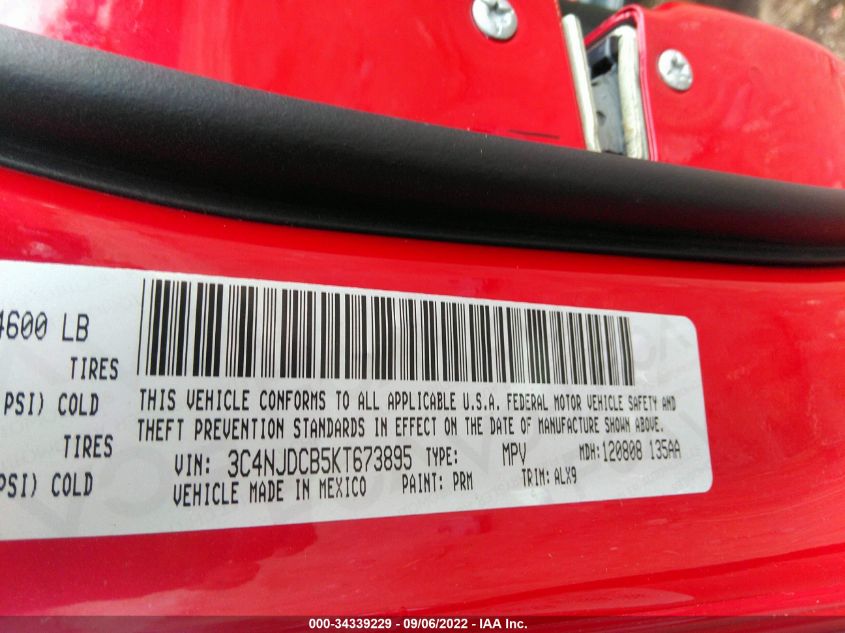 4600 LB
TIRES
PSI) COLD
TIRES
PSI) COLD
THIS VEHICLE CONFORMS TO ALL APPLICABLE U.S.A. FEDERAL MOTOR VEHICLE SAFETY AND
THEFT PREVENTION STANDARDS IN EFFECT ON THE DATE OF MANUFACTURE SHOWN ABOVE.
VIN: 3C4NJDCB5KT673895 TYPE: MPV MDH:120808 135AA
VEHICLE MADE IN MEXICO PAINT: PRM TRIM:ALX9
000-34339229 - 09/06/2022 - IAA Inc.